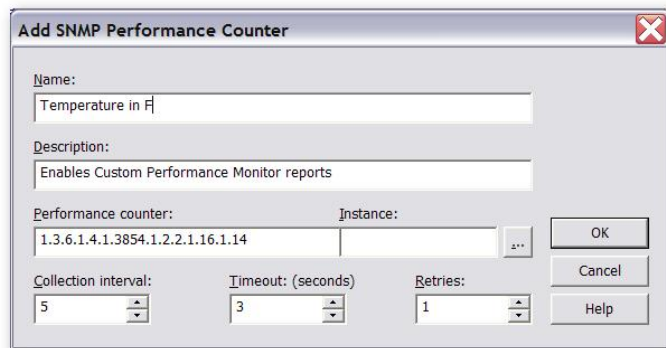 Add SNMP Performance Counter
Name:
Temperature in F
Description:
Enables Custom Performance Monitor reports
Performance counter:
Instance:
1.3.6.1.4.1.3854.1.2.2.1.16.1.14
...
OK
Collection interval:
Timeout: (seconds)
Retries:
Cancel
5
3
1
Help